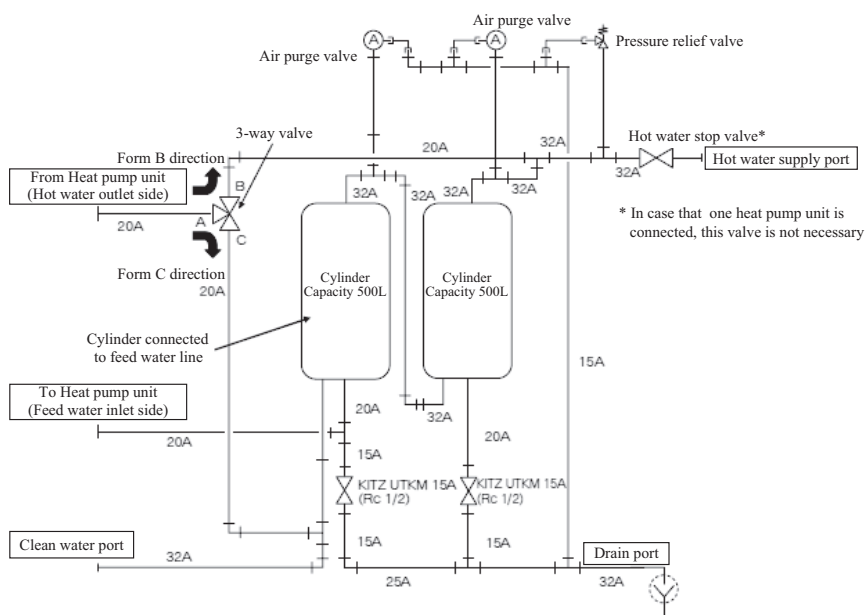 Air purge valve
Air purge valve
Pressure relief valve
A
A
3-way valve
Form B direction
20A
32A
Hot water stop valve*
32A
Hot water supply port
From Heat pump unit
(Hot water outlet side)
B
A
C
20A
32A
32A
32A
32A
* In case that one heat pump unit is
connected, this valve is not necessary
Form C direction
20A
Cylinder
Capacity 500L
Cylinder
Capacity 500L
Cylinder connected
to feed water line
15A
To Heat pump unit
(Feed water inlet side)
20A
20A
32A
20A
15A
KITZ UTKM 15A
(Rc 1/2)
KITZ UTKM 15A
(Rc 1/2)
15A
15A
Clean water port
32A
25A
Drain port
32A